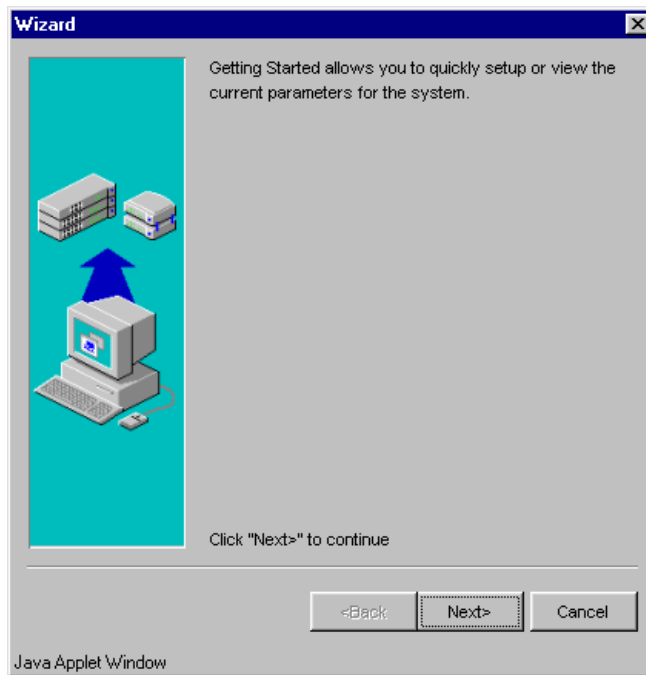 Wizard
Getting Started allows you to quickly setup or view the
current parameters for the system.
Click "Next>" to continue
<Back
Next>
Cancel
Java Applet Window